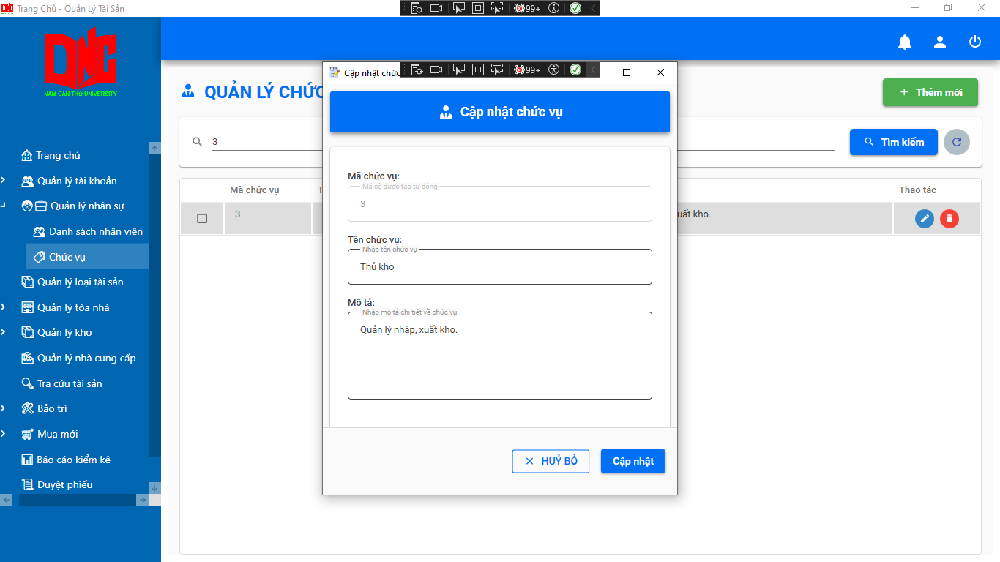 Trang Chủ - Quản Lý Tài Sản
99+
DNC
NAM CAN THO UNIVERSITY
Trang chủ
Quản lý tài khoản
Quản lý nhân sự
Danh sách nhân viên
Chức vụ
Quản lý loại tài sản
Quản lý tòa nhà
Quản lý kho
Quản lý nhà cung cấp
Tra cứu tài sản
Bảo trì
Mua mới
Báo cáo kiểm kê
Duyệt phiếu
QUẢN LÝ CHỨC
Thêm mới
3
Tìm kiếm
Mã chức vụ
T
Thao tác
3
uất kho.
Cập nhật chức
99+
Cập nhật chức vụ
Mã chức vụ:
Mã sẽ được tạo tự động
3
Tên chức vụ:
Nhập tên chức vụ
Thủ kho
Mô tả:
Nhập mô tả chi tiết về chức vụ
Quản lý nhập, xuất kho.
HUỶ BỎ
Cập nhật